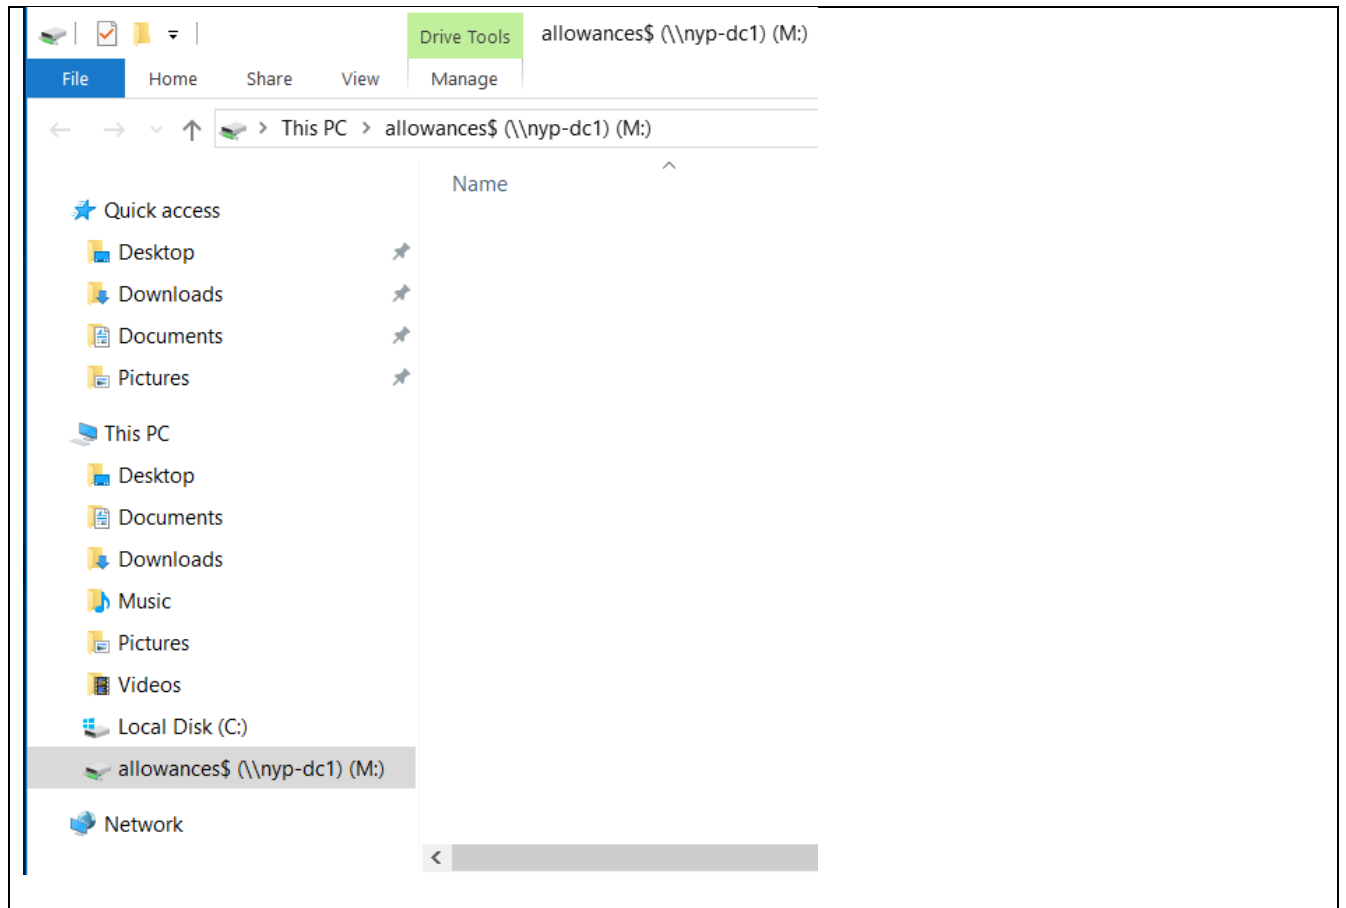 Drive Tools allowances$ (\\nyp-dc1) (M:)
File Home Share View Manage
This PC > allowances$ (\\nyp-dc1) (M:)
Name
Quick access
Desktop
Downloads
Documents
Pictures
This PC
Desktop
Documents
Downloads
Music
Pictures
Videos
Local Disk (C:)
allowances$ (\\nyp-dc1) (M:)
Network